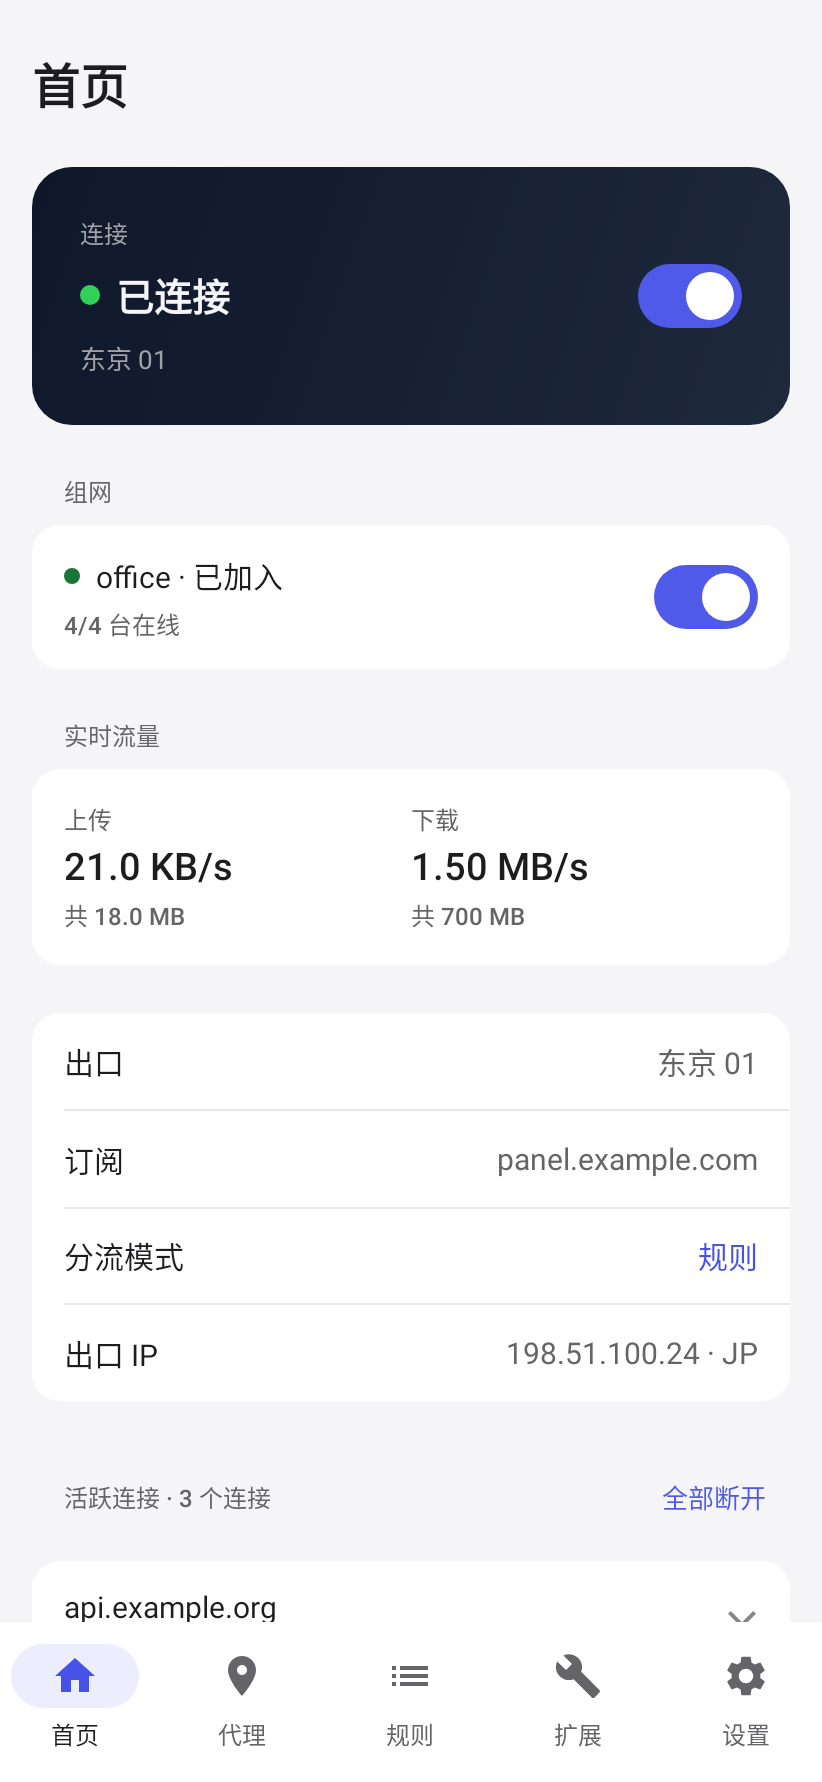 首页
连接
已连接
东京 01
组网
office · 已加入
4/4 台在线
实时流量
上传
下载
21.0 KB/s
1.50 MB/s
共 18.0 MB
共 700 MB
出口
东京 01
订阅
panel.example.com
分流模式
规则
出口 IP
198.51.100.24 · JP
活跃连接 · 3 个连接
全部断开
api.example.org
首页
代理
规则
扩展
设置